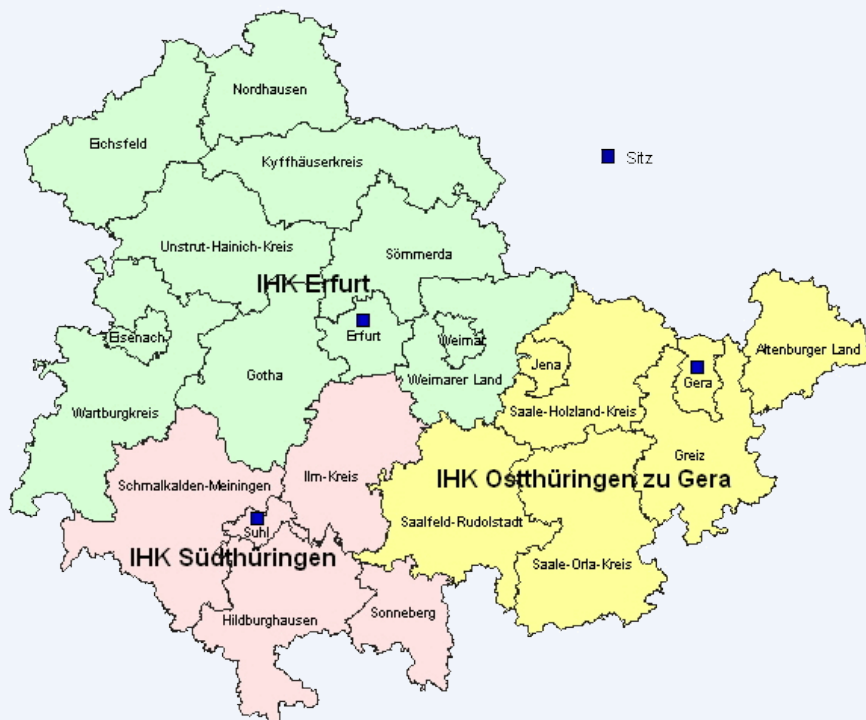 Nordhausen
Eichsfeld
Sitz
Kyffhäuserkreis
Unstrut-Hainich-Kreis
Sömmerda
IHK Erfurt
Eisenach
Erfurt
Weimar
Altenburger Land
Jena
Gotha
Weimarer Land
Gera
Wartburgkreis
Saale-Holzland-Kreis
Greiz
Schmalkalden-Meiningen
Ilm-Kreis
IHK Ostthüringen zu Gera
Saalfeld-Rudolstadt
Suhl
IHK Südthüringen
Saale-Orla-Kreis
Hildburghausen
Sonneberg